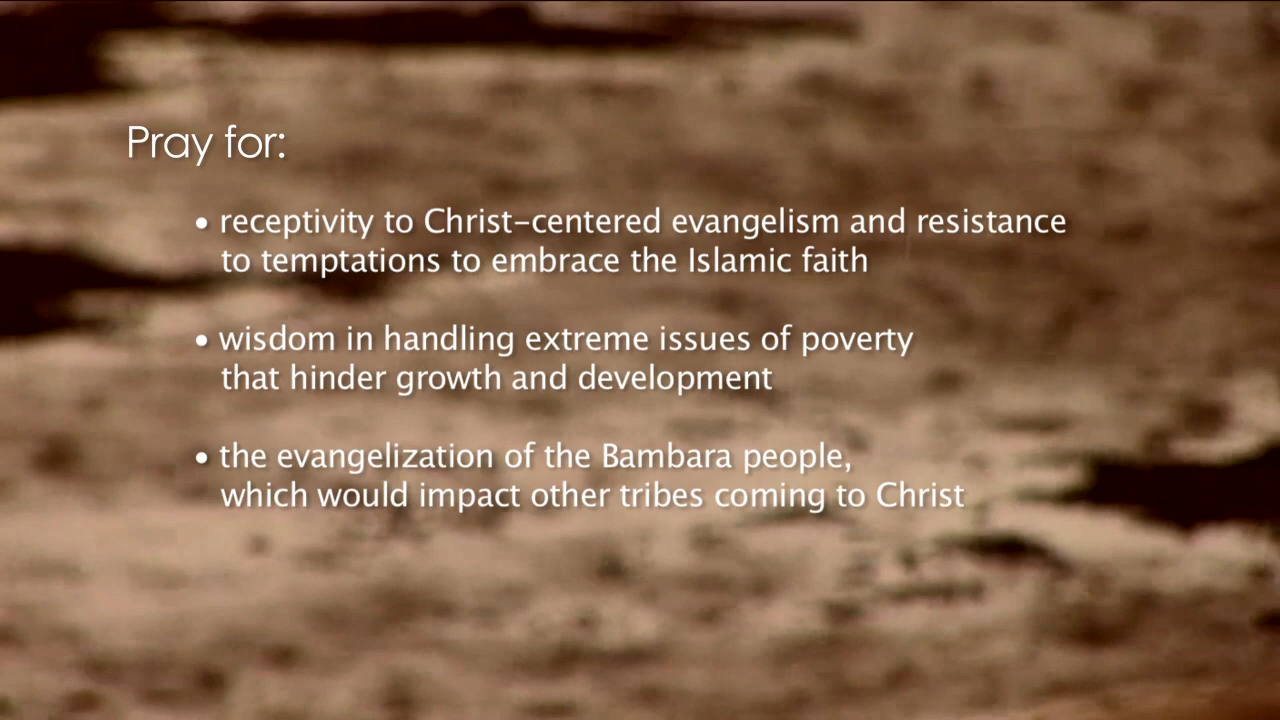 Pray for:
• receptivity to Christ-centered evangelism and resistance
to temptations to embrace the Islamic faith
• wisdom in handling extreme issues of poverty
that hinder growth and development
• the evangelization of the Bambara people,
which would impact other tribes coming to Christ